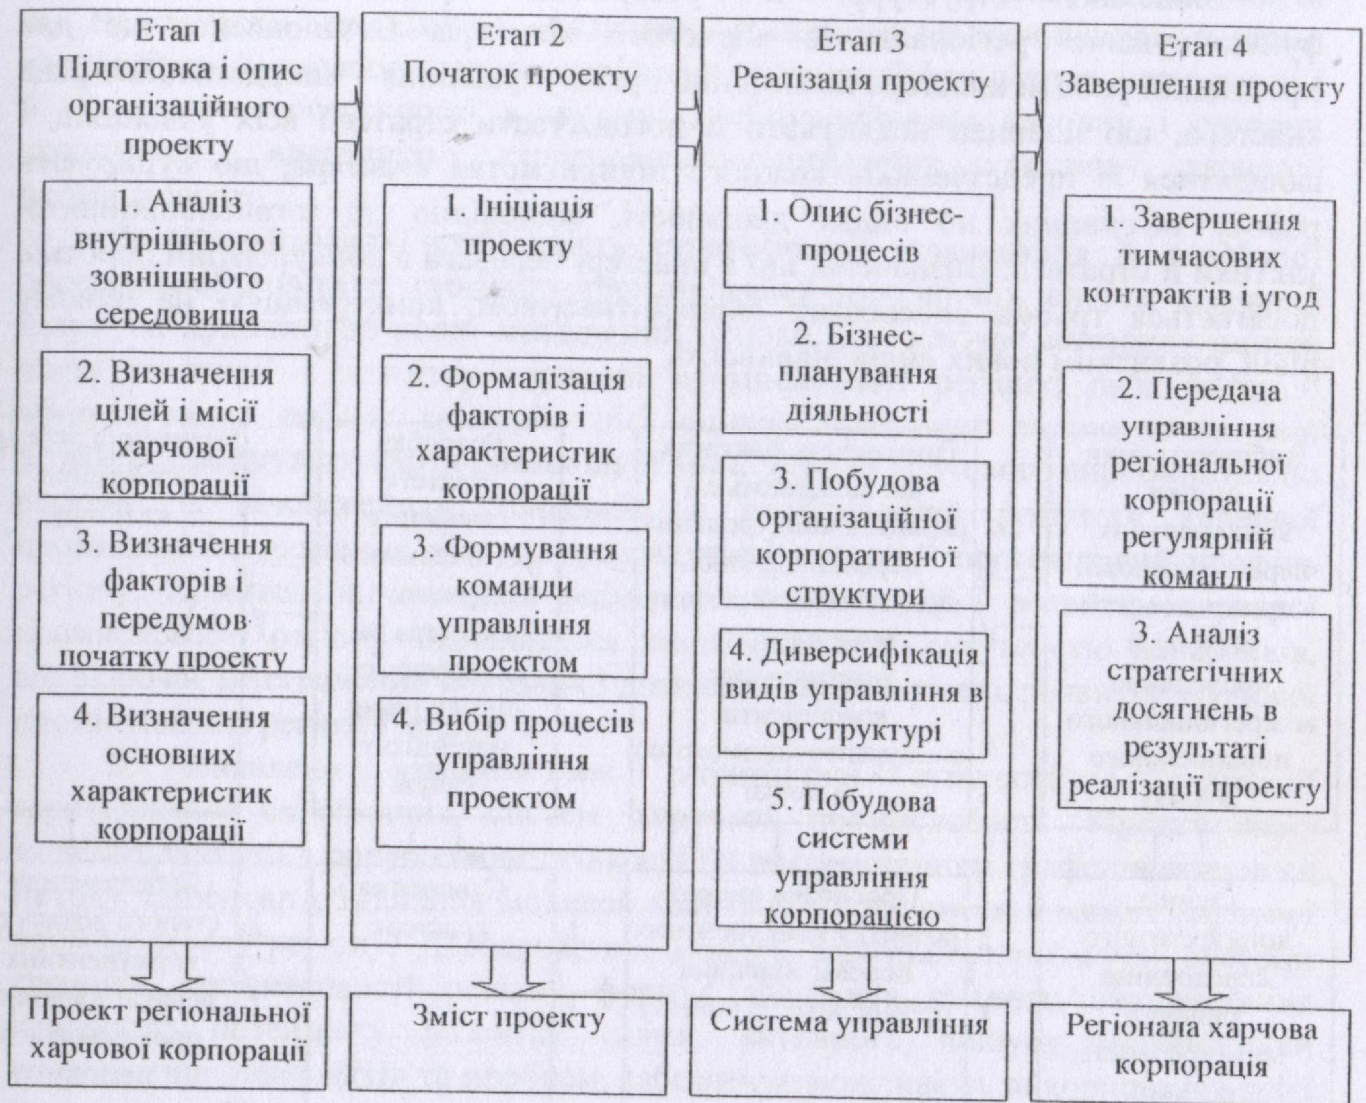 Етап 1
Підготовка і опис
організаційного
проекту
1. Аналіз
внутрішнього і
зовнішнього
середовища
2. Визначення
цілей і місії
харчової
корпорації
3. Визначення
факторів і
передумов
початку проекту
4. Визначення
основних
характеристик
корпорації
Проект регіональної
харчової корпорації
Етап 2
Початок проекту
1. Ініціація
проекту
2. Формалізація
факторів і
характеристик
корпорації
3. Формування
команди
управління
проектом
4. Вибір процесів
управління
проектом
Зміст проекту
Етап 3
Реалізація проекту
1. Опис бізнес-
процесів
2. Бізнес-
планування
діяльності
3. Побудова
організаційної
корпоративної
структури
4. Диверсифікація
видів управління в
оргструктурі
5. Побудова
системи
управління
корпорацією
Система управління
Етап 4
Завершення проекту
1. Завершення
тимчасових
контрактів і угод
2. Передача
управління
регіональної
корпорації
регулярній
команді
3. Аналіз
стратегічних
досягнень в
результаті
реалізації проекту
Регіонала харчова
корпорація